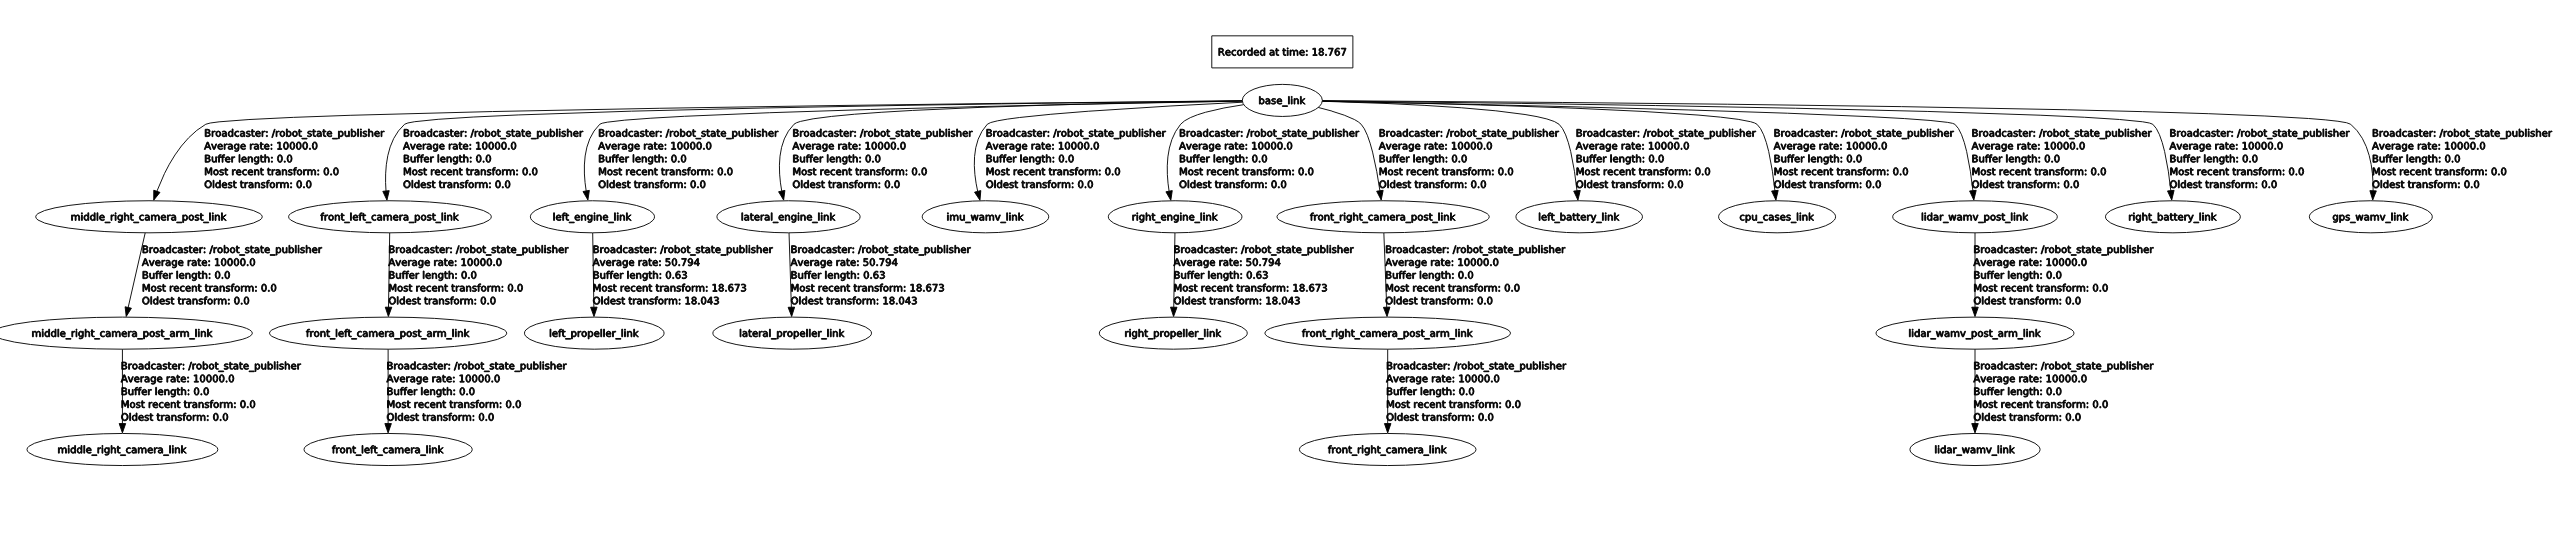 Recorded at time: 18.767
base_link
Broadcaster: /robot_state_publisher
Average rate: 10000.0
Buffer length: 0.0
Most recent transform: 0.0
Oldest transform: 0.0
Broadcaster: /robot_state_publisher
Average rate: 10000.0
Buffer length: 0.0
Most recent transform: 0.0
Oldest transform: 0.0
Broadcaster: /robot_state_publisher
Average rate: 10000.0
Buffer length: 0.0
Most recent transform: 0.0
Oldest transform: 0.0
Broadcaster: /robot_state_publisher
Average rate: 10000.0
Buffer length: 0.0
Most recent transform: 0.0
Oldest transform: 0.0
Broadcaster: /robot_state_publisher
Average rate: 10000.0
Buffer length: 0.0
Most recent transform: 0.0
Oldest transform: 0.0
Broadcaster: /robot_state_publisher
Average rate: 10000.0
Buffer length: 0.0
Most recent transform: 0.0
Oldest transform: 0.0
Broadcaster: /robot_state_publisher
Average rate: 10000.0
Buffer length: 0.0
Most recent transform: 0.0
Oldest transform: 0.0
Broadcaster: /robot_state_publisher
Average rate: 10000.0
Buffer length: 0.0
Most recent transform: 0.0
Oldest transform: 0.0
Broadcaster: /robot_state_publisher
Average rate: 10000.0
Buffer length: 0.0
Most recent transform: 0.0
Oldest transform: 0.0
Broadcaster: /robot_state_publisher
Average rate: 10000.0
Buffer length: 0.0
Most recent transform: 0.0
Oldest transform: 0.0
Broadcaster: /robot_state_publisher
Average rate: 10000.0
Buffer length: 0.0
Most recent transform: 0.0
Oldest transform: 0.0
Broadcaster: /robot_state_publisher
Average rate: 10000.0
Buffer length: 0.0
Most recent transform: 0.0
Oldest transform: 0.0
middle_right_camera_post_link
front_left_camera_post_link
left_engine_link
lateral_engine_link
imu_wamv_link
right_engine_link
front_right_camera_post_link
left_battery_link
cpu_cases_link
lidar_wamv_post_link
right_battery_link
gps_wamv_link
Broadcaster: /robot_state_publisher
Average rate: 10000.0
Buffer length: 0.0
Most recent transform: 0.0
Oldest transform: 0.0
Broadcaster: /robot_state_publisher
Average rate: 10000.0
Buffer length: 0.0
Most recent transform: 0.0
Oldest transform: 0.0
Broadcaster: /robot_state_publisher
Average rate: 50.794
Buffer length: 0.63
Most recent transform: 18.673
Oldest transform: 18.043
Broadcaster: /robot_state_publisher
Average rate: 50.794
Buffer length: 0.63
Most recent transform: 18.673
Oldest transform: 18.043
Broadcaster: /robot_state_publisher
Average rate: 50.794
Buffer length: 0.63
Most recent transform: 18.673
Oldest transform: 18.043
Broadcaster: /robot_state_publisher
Average rate: 10000.0
Buffer length: 0.0
Most recent transform: 0.0
Oldest transform: 0.0
Broadcaster: /robot_state_publisher
Average rate: 10000.0
Buffer length: 0.0
Most recent transform: 0.0
Oldest transform: 0.0
middle_right_camera_post_arm_link
front_left_camera_post_arm_link
left_propeller_link
lateral_propeller_link
right_propeller_link
front_right_camera_post_arm_link
lidar_wamv_post_arm_link
Broadcaster: /robot_state_publisher
Average rate: 10000.0
Buffer length: 0.0
Most recent transform: 0.0
Oldest transform: 0.0
Broadcaster: /robot_state_publisher
Average rate: 10000.0
Buffer length: 0.0
Most recent transform: 0.0
Oldest transform: 0.0
Broadcaster: /robot_state_publisher
Average rate: 10000.0
Buffer length: 0.0
Most recent transform: 0.0
Oldest transform: 0.0
Broadcaster: /robot_state_publisher
Average rate: 10000.0
Buffer length: 0.0
Most recent transform: 0.0
Oldest transform: 0.0
middle_right_camera_link
front_left_camera_link
front_right_camera_link
lidar_wamv_link